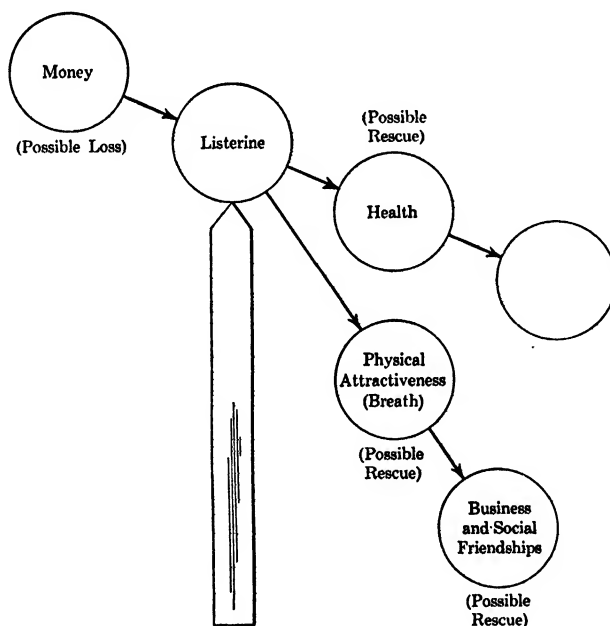 Money
(Possible Loss)
Listerine
(Possible
Rescue)
Health
Physical
Attractiveness
(Breath)
(Possible
Rescue)
Business
and Social
Friendships
(Possible
Rescue)